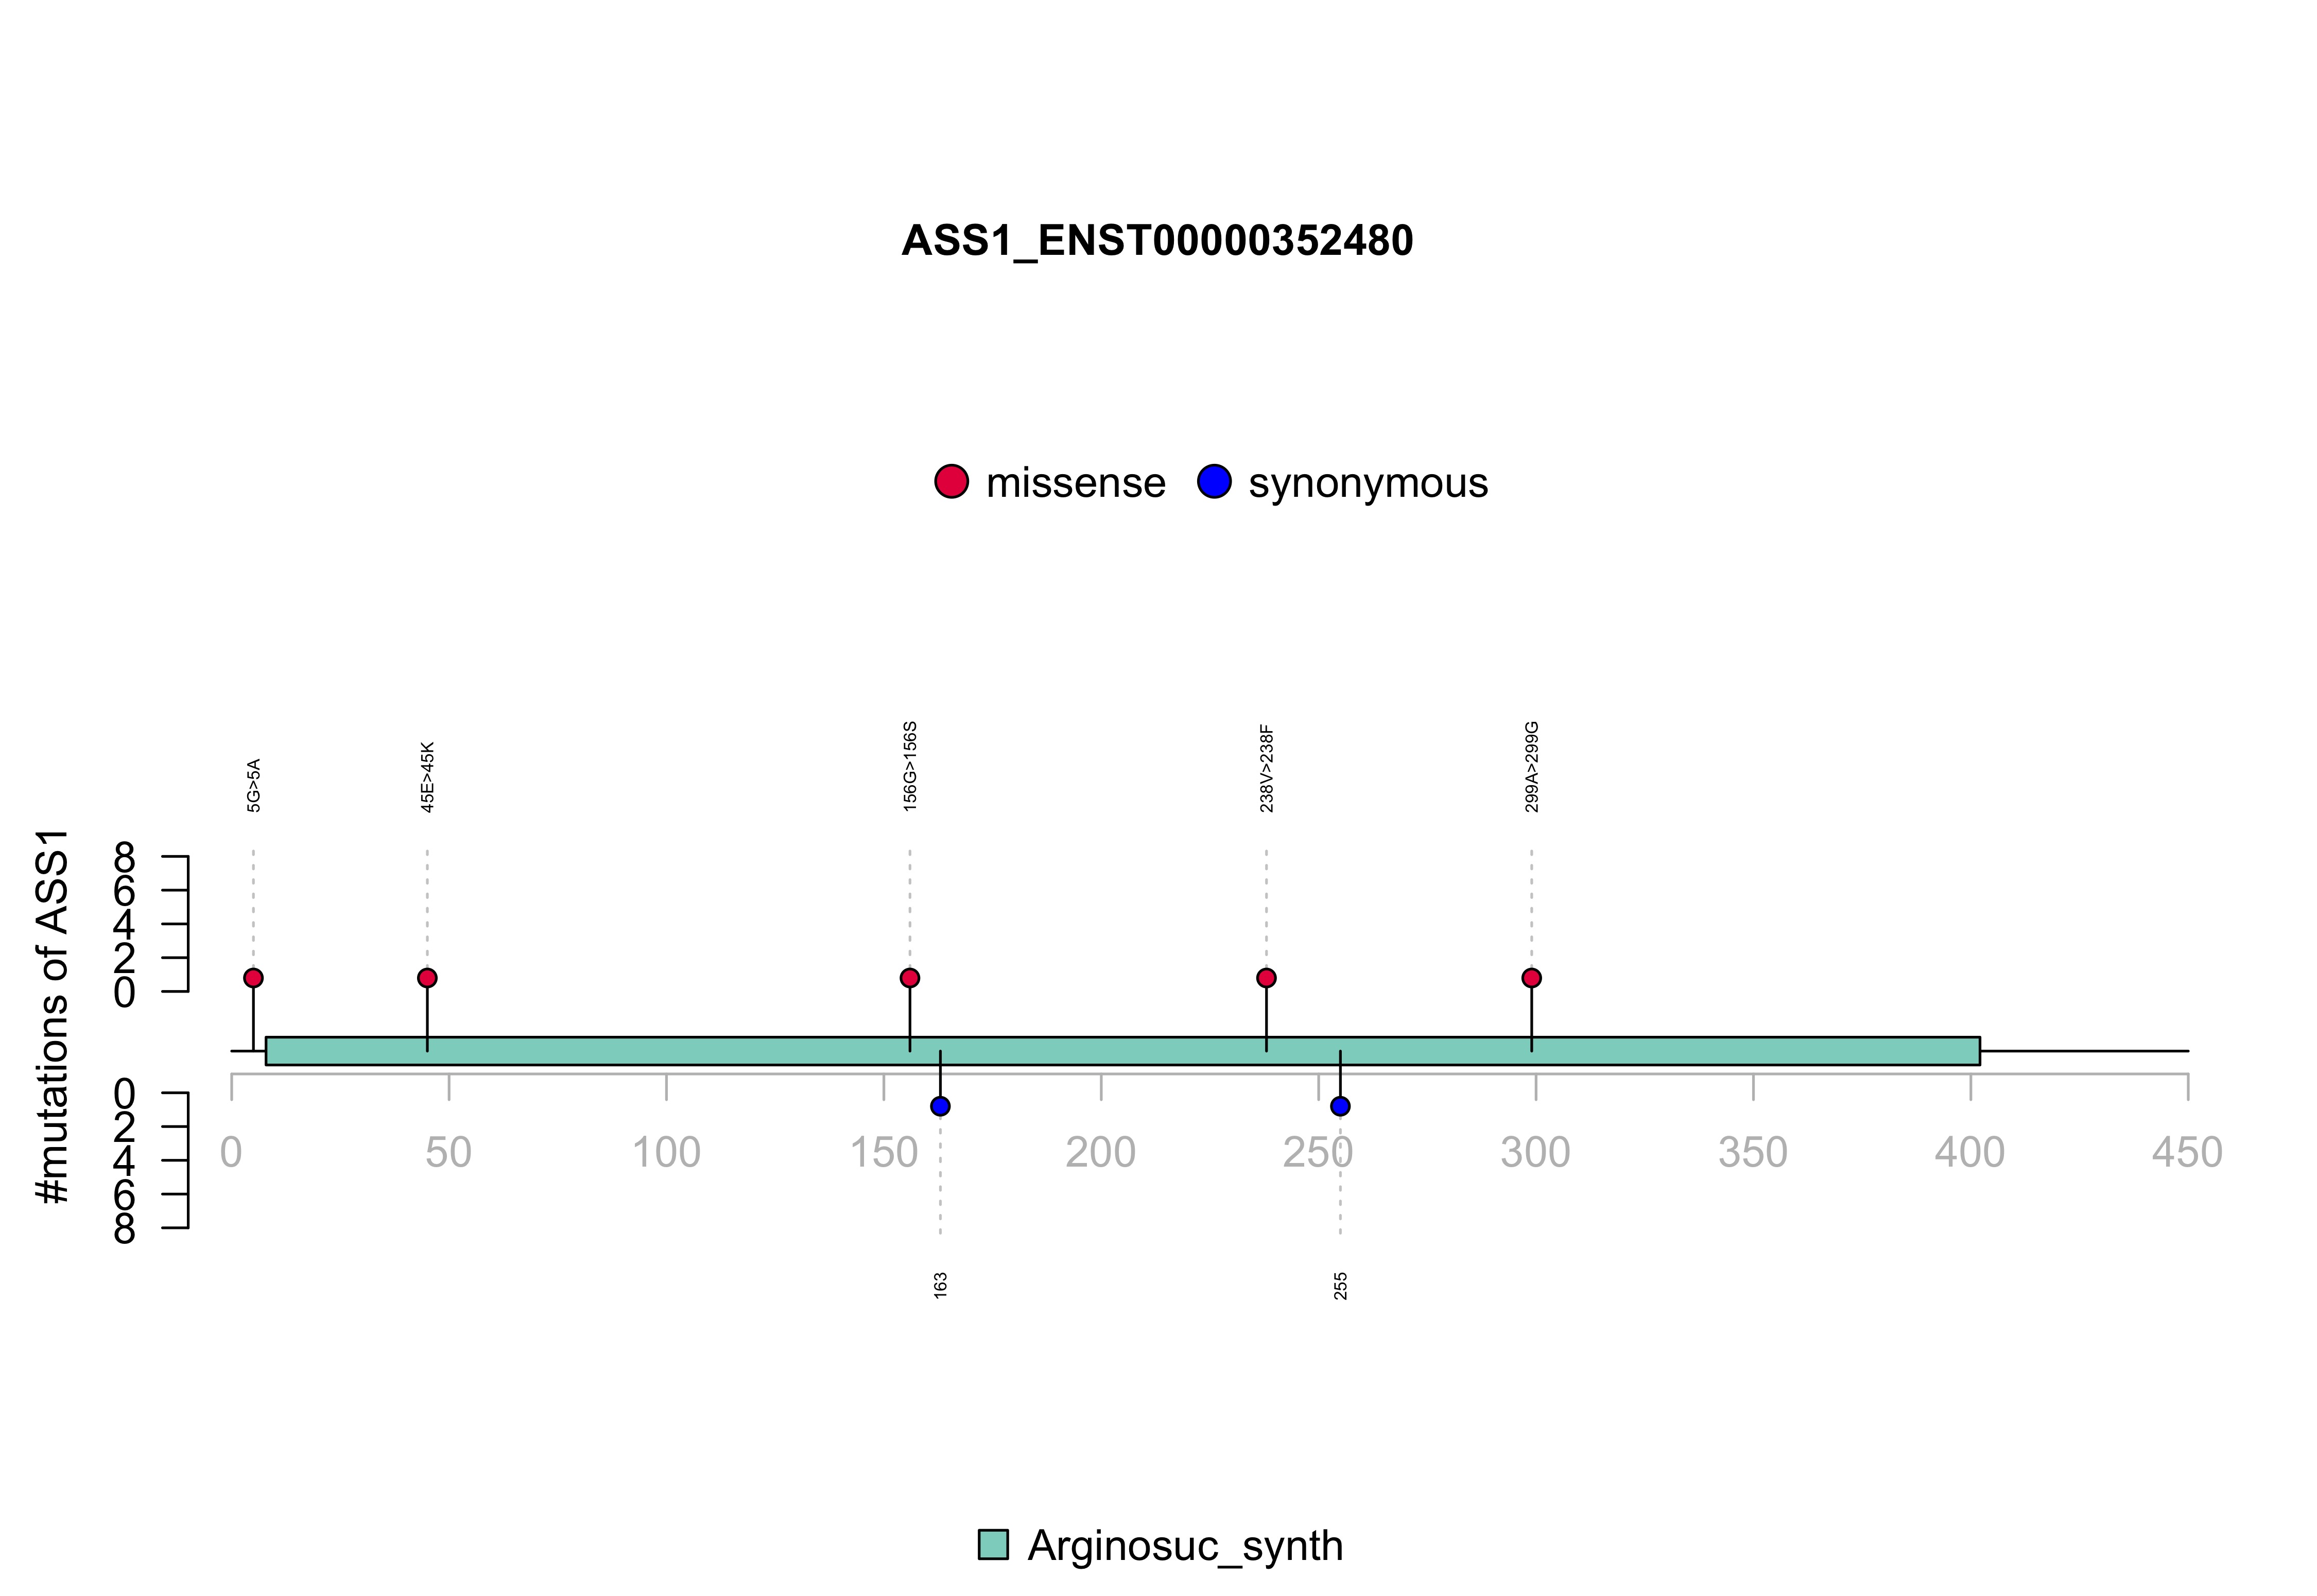 ASS1_ENST00000352480
missense synonymous
5G>5A
45E>45K
156G>156S
238V>238F
299A>299G
#mutations of ASS1
8
6
4
2
0
0
2
4
6
8
0 50 100 150 200 250 300 350 400 450
163
255
Arginosuc_synth